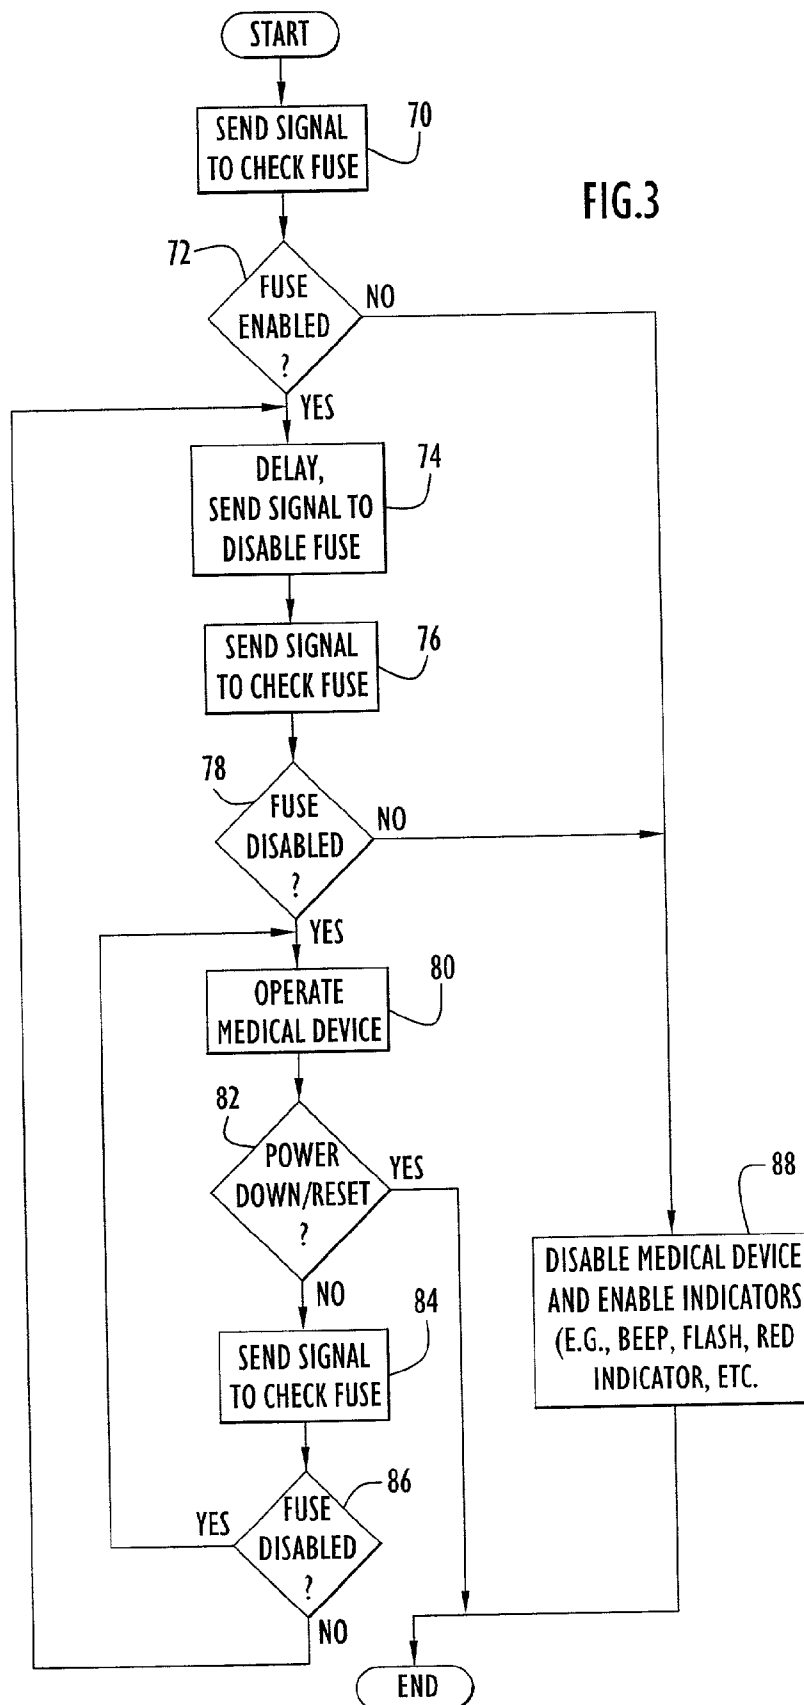 START
SEND SIGNAL
TO CHECK FUSE
70
FIG.3
72
FUSE
ENABLED
?
NO
YES
DELAY,
SEND SIGNAL TO
DISABLE FUSE
74
SEND SIGNAL
TO CHECK FUSE
76
78
FUSE
DISABLED
?
NO
YES
OPERATE
MEDICAL DEVICE
80
82
POWER
DOWN/RESET
?
YES
NO
88
DISABLE MEDICAL DEVICE
AND ENABLE INDICATORS
(E.G., BEEP, FLASH, RED
INDICATOR, ETC.
SEND SIGNAL
TO CHECK FUSE
84
86
FUSE
DISABLED
?
YES
NO
END